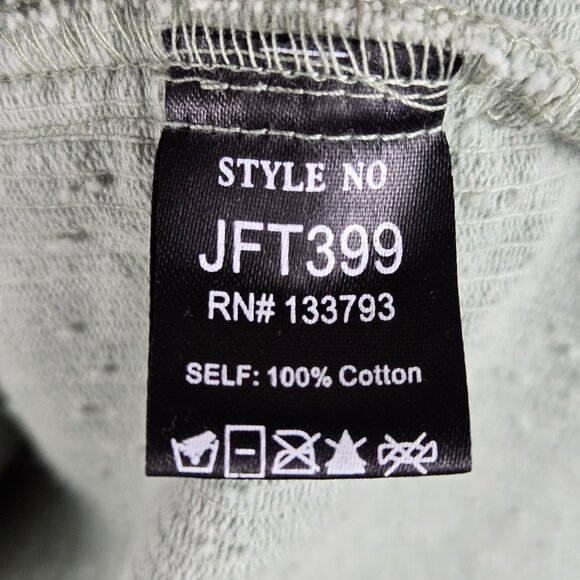 STYLE NO
JFT399
RN# 133793
SELF: 100% Cotton